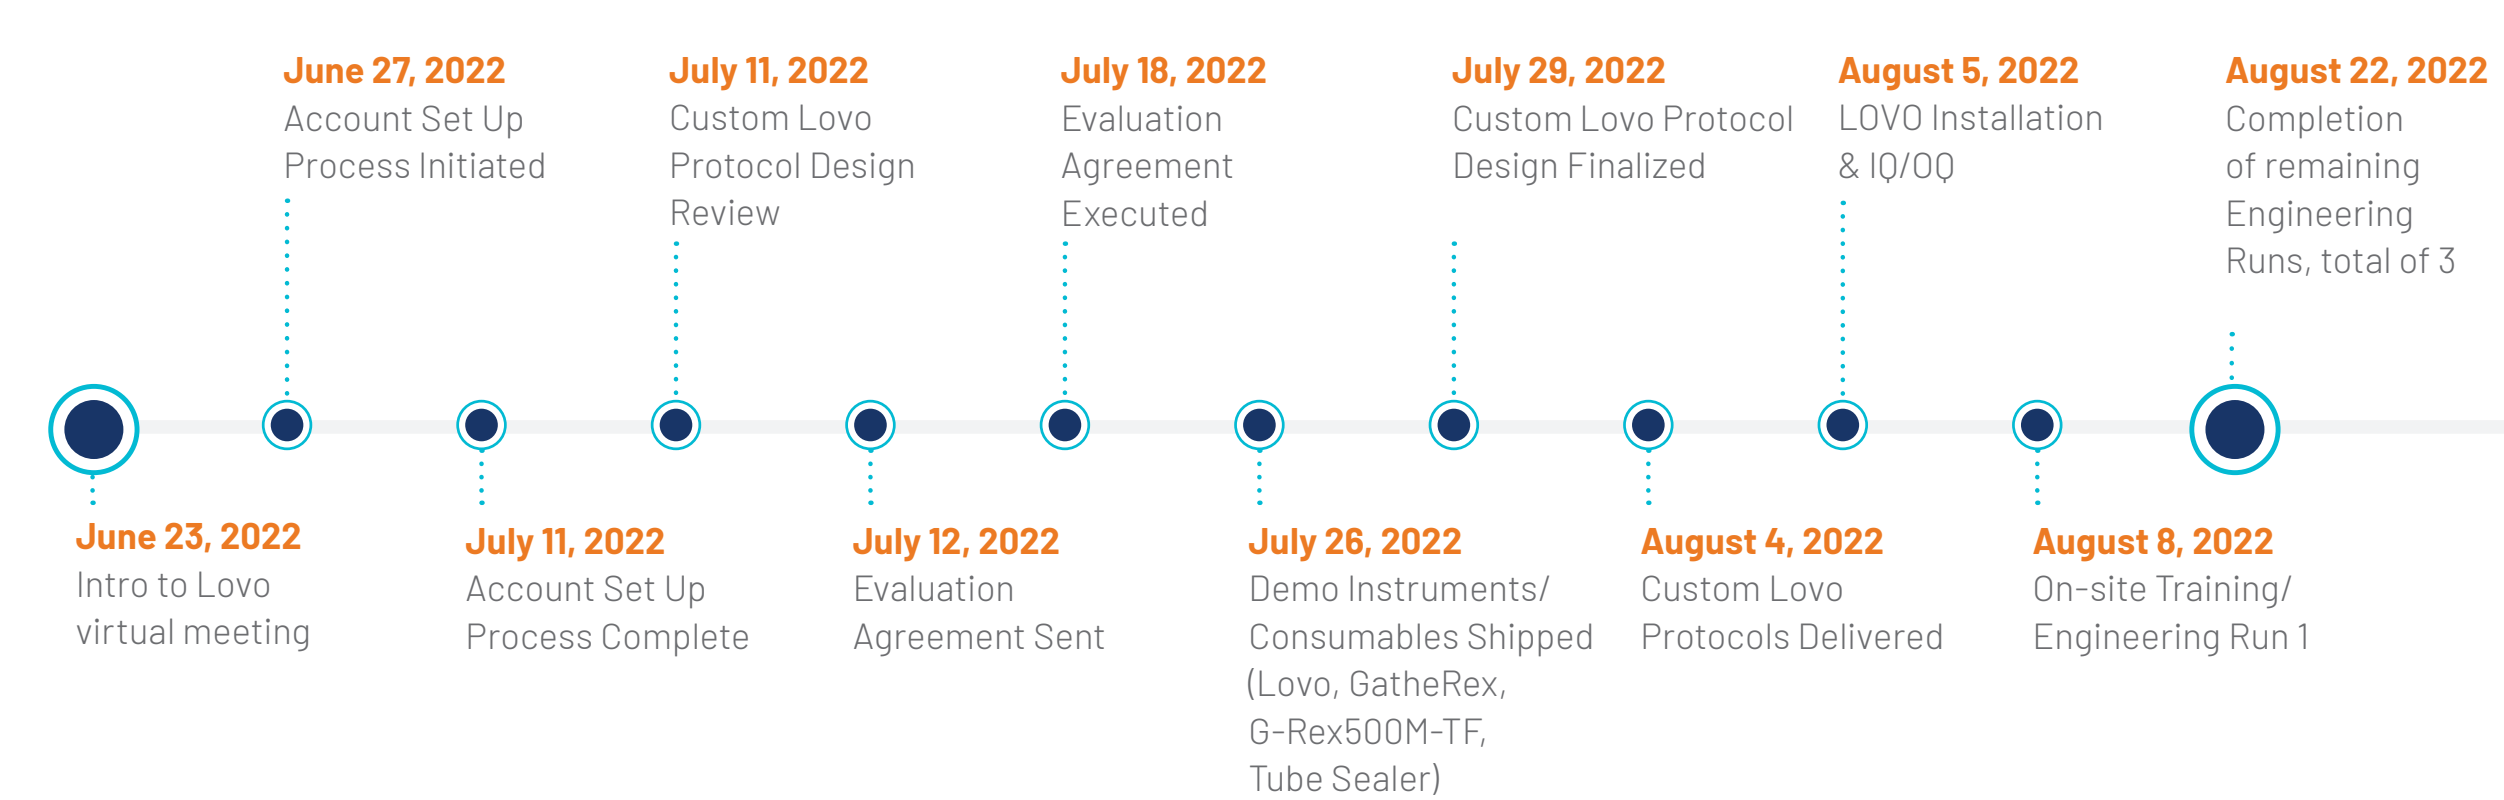 June 23, 2022
Intro to Lovo
virtual meeting
June 27, 2022
Account Set Up
Process Initiated
July 11, 2022
Account Set Up
Process Complete
July 11, 2022
Custom Lovo
Protocol Design
Review
July 12, 2022
Evaluation
Agreement Sent
July 18, 2022
Evaluation
Agreement
Executed
July 26, 2022
Demo Instruments/
Consumables Shipped
(Lovo, GatheRex,
G-Rex500M-TF,
Tube Sealer)
July 29, 2022
Custom Lovo Protocol
Design Finalized
August 4, 2022
Custom Lovo
Protocols Delivered
August 5, 2022
LOVO Installation
& IQ/OQ
August 8, 2022
On-site Training/
Engineering Run 1
August 22, 2022
Completion
of remaining
Engineering
Runs, total of 3